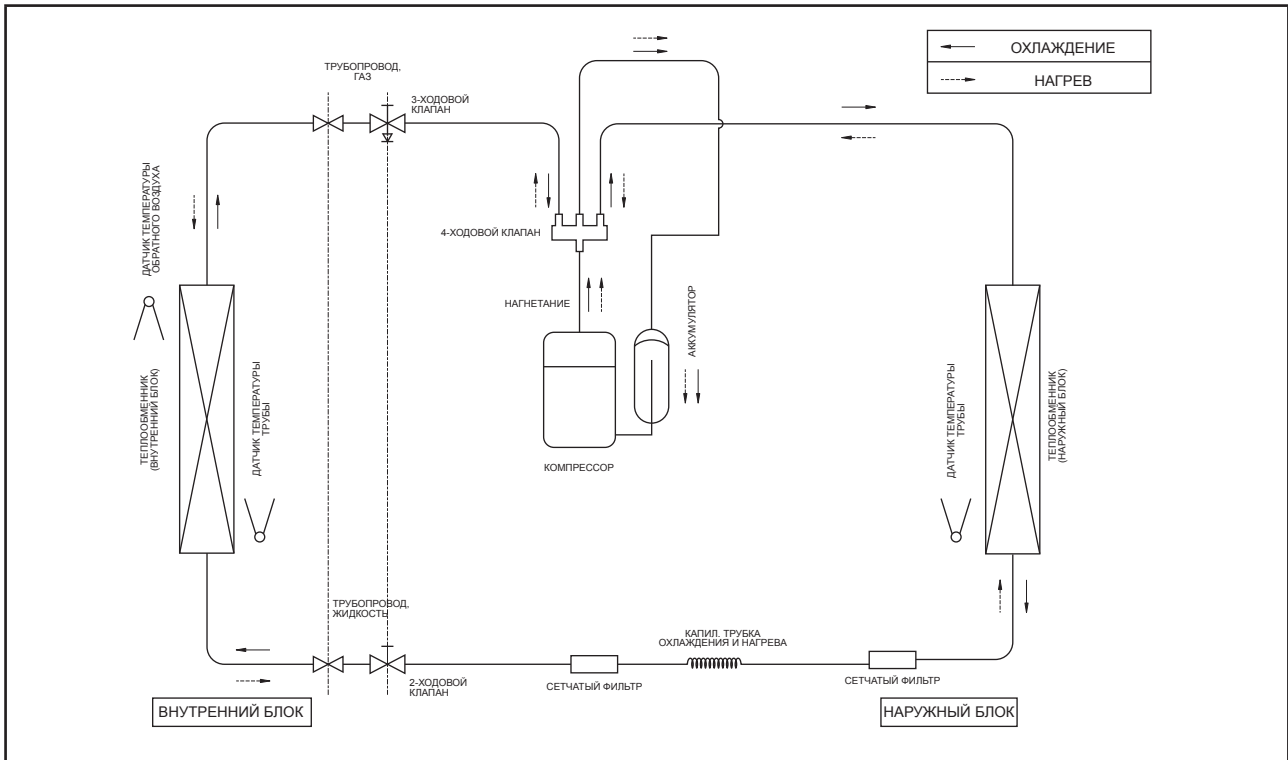 ОХЛАЖДЕНИЕ
НАГРЕВ
ТРУБОПРОВОД,
ГАЗ
3-ХОДОВОЙ
КЛАПАН
ДАТЧИК ТЕМПЕРАТУРЫ
ОБРАТНОГО ВОЗДУХА
4-ХОДОВОЙ КЛАПАН
НАГНЕТАНИЕ
АККУМУЛЯТОР
ТЕПЛООБМЕННИК
(ВНУТРЕННИЙ БЛОК)
ДАТЧИК ТЕМПЕРАТУРЫ
ТРУБЫ
КОМПРЕССОР
ДАТЧИК ТЕМПЕРАТУРЫ
ТРУБЫ
ТЕПЛООБМЕННИК
(НАРУЖНЫЙ БЛОК)
ТРУБОПРОВОД,
ЖИДКОСТЬ
КАПИЛ. ТРУБКА
ОХЛАЖДЕНИЯ И НАГРЕВА
2-ХОДОВОЙ
КЛАПАН
СЕТЧАТЫЙ ФИЛЬТР
СЕТЧАТЫЙ ФИЛЬТР
ВНУТРЕННИЙ БЛОК
НАРУЖНЫЙ БЛОК